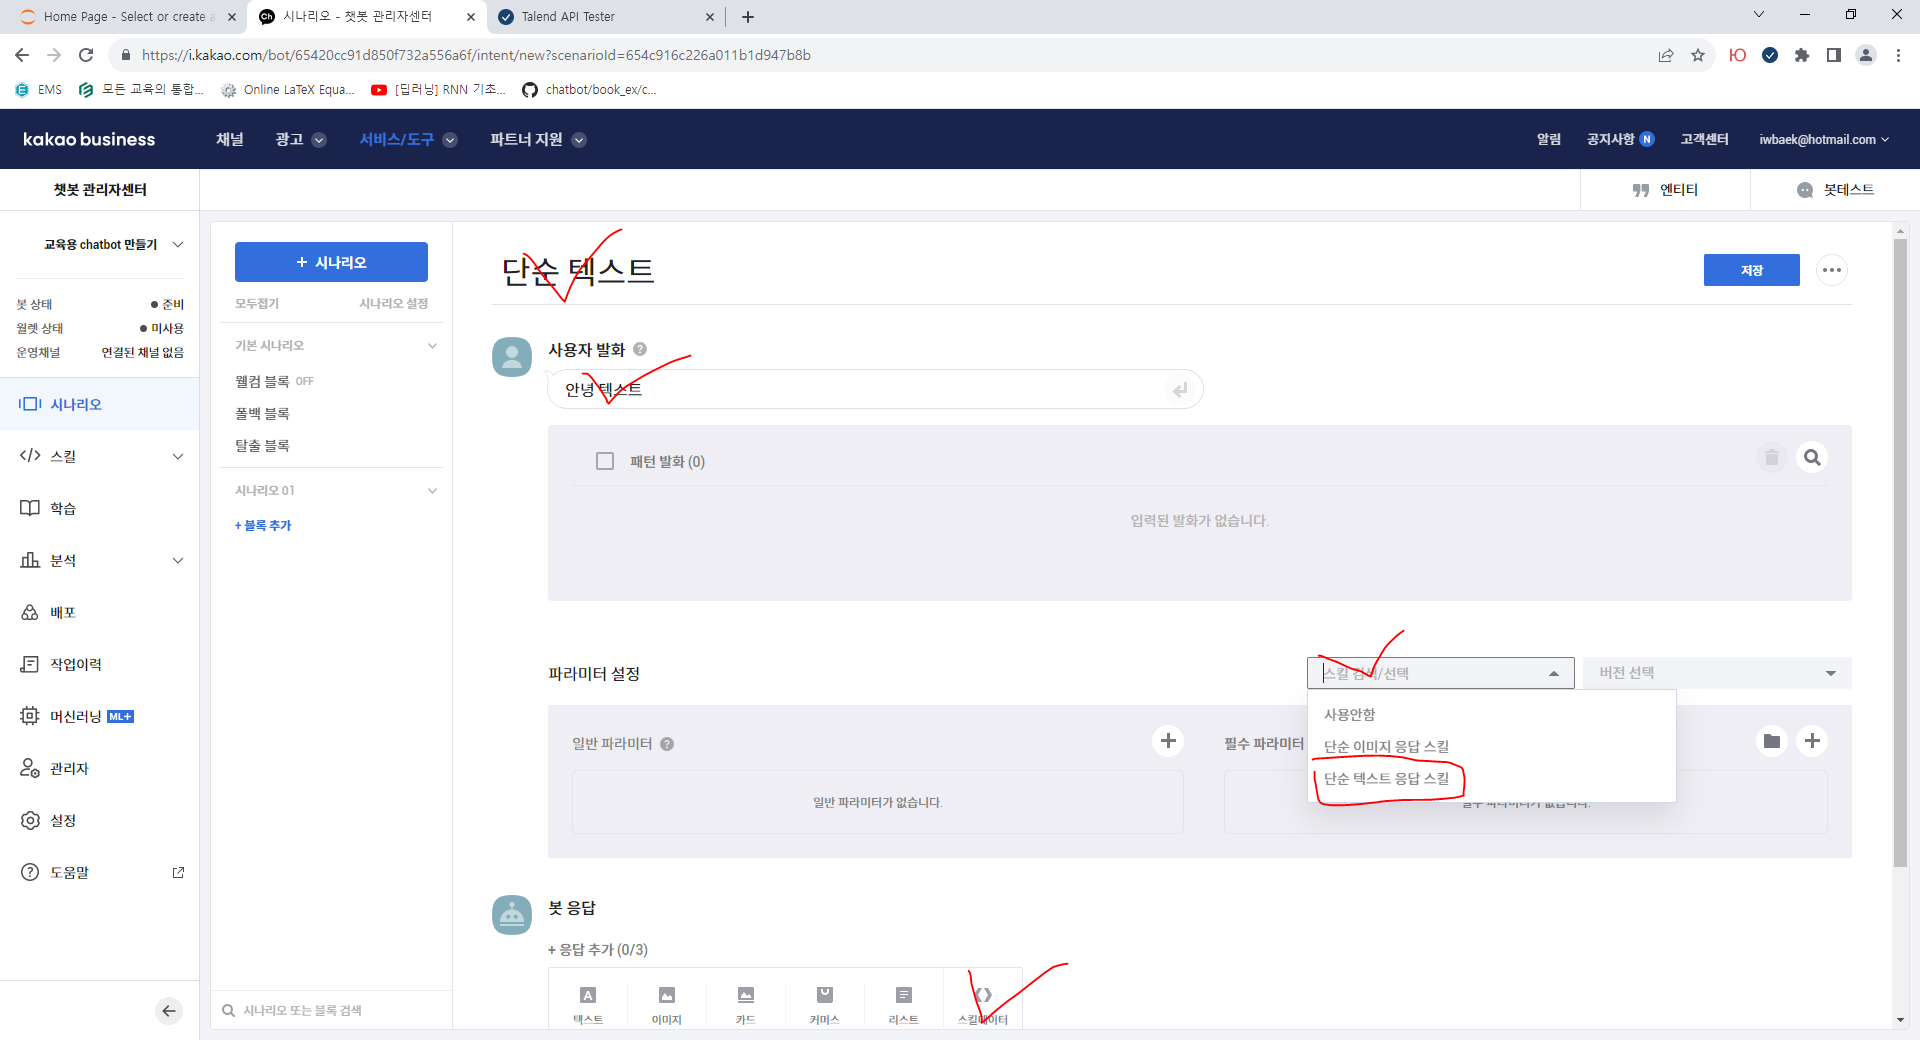 Home Page - Select or create a
시나리오 - 챗봇 관리자센터
Talend API Tester
https://i.kakao.com/bot/65420cc91d850f732a556a6f/intent/new?scenarioId=654c916c226a011b1d947b8b
EMS
모든 교육의 통합...
Online LaTeX Equa...
[딥러닝] RNN 기초...
chatbot/book_ex/c...
kakao business
채널
광고
서비스/도구
파트너 지원
알림
공지사항 N
고객센터
iwbaek@hotmail.com
챗봇 관리자센터
엔티티
봇테스트
교육용 chatbot 만들기
봇 상태 준비
월렛 상태 미사용
운영채널 연결된 채널 없음
시나리오
스킬
학습
분석
배포
작업이력
머신러닝 ML+
관리자
설정
도움말
+ 시나리오
모두접기 시나리오 설정
기본 시나리오
웰컴 블록 OFF
폴백 블록
탈출 블록
시나리오 01
+ 블록 추가
시나리오 또는 블록 검색
단순 텍스트
저장
사용자 발화 ?
안녕 텍스트
패턴 발화 (0)
입력된 발화가 없습니다.
파라미터 설정
스킬 검색/선택
버전 선택
사용안함
단순 이미지 응답 스킬
단순 텍스트 응답 스킬
일반 파라미터 ?
필수 파라미터
일반 파라미터가 없습니다.
필수 파라미터가 없습니다.
봇 응답
+ 응답 추가 (0/3)
텍스트
이미지
카드
커머스
리스트
스킬데이터